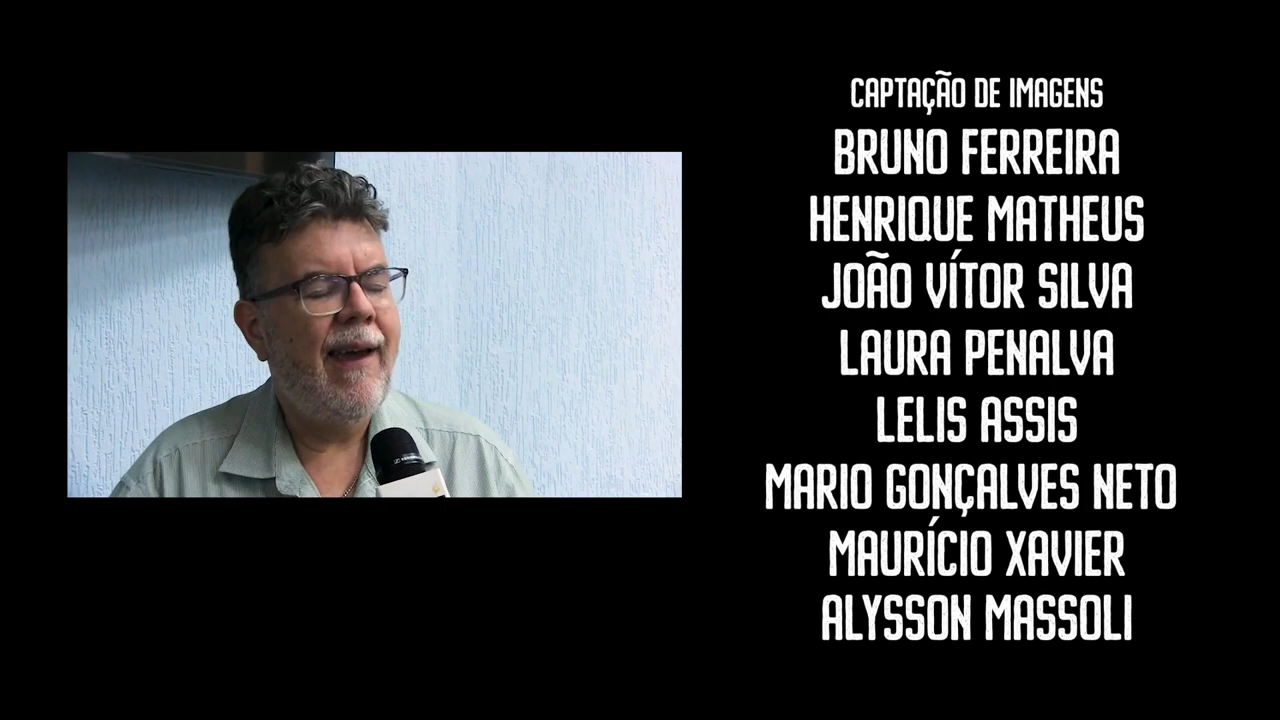 CAPTAÇÃO DE IMAGENS
BRUNO FERREIRA
HENRIQUE MATHEUS
JOÃO VÍTOR SILVA
LAURA PENALVA
LELIS ASSIS
MARIO GONÇALVES NETO
MAURÍCIO XAVIER
ALYSSON MASSOLI